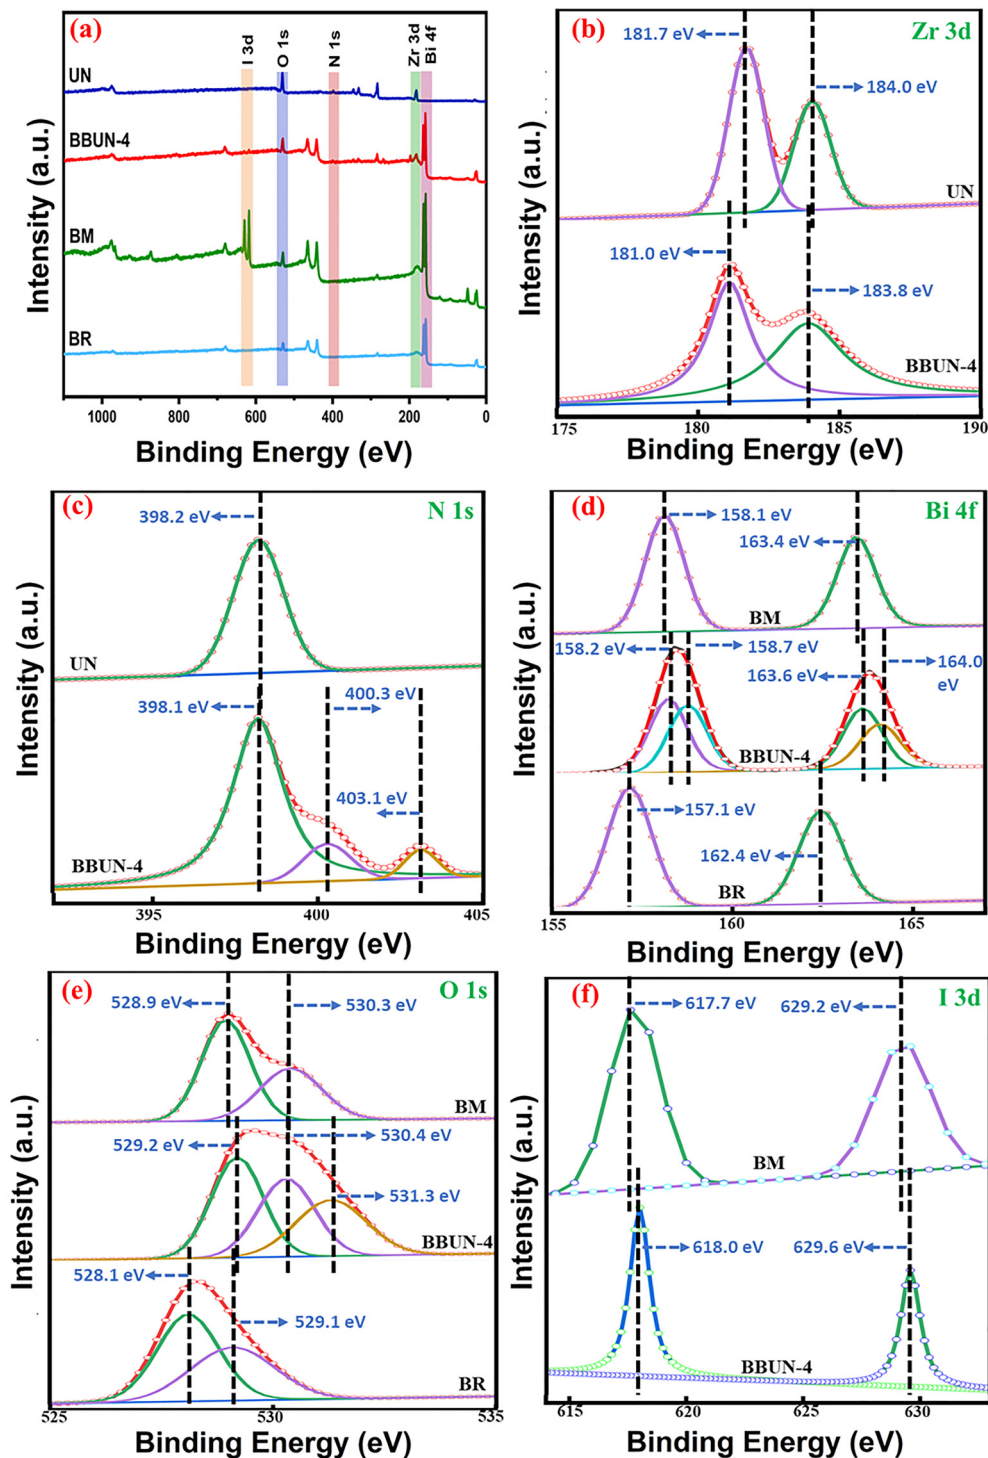 (a)
I 3d
O 1s
N 1s
Zr 3d
Bi 4f
UN
BBUN-4
BM
BR
Intensity (a.u.)
1000 800 600 400 200 0
Binding Energy (eV)
(b)
Zr 3d
181.7 eV
184.0 eV
UN
181.0 eV
183.8 eV
BBUN-4
Intensity (a.u.)
175 180 185 190
Binding Energy (eV)
(c)
N 1s
398.2 eV
UN
398.1 eV
400.3 eV
403.1 eV
BBUN-4
Intensity (a.u.)
395 400 405
Binding Energy (eV)
(d)
Bi 4f
158.1 eV
163.4 eV
BM
158.2 eV
158.7 eV
163.6 eV
164.0
eV
BBUN-4
157.1 eV
162.4 eV
BR
Intensity (a.u.)
155 160 165
Binding Energy (eV)
(e)
O 1s
528.9 eV
530.3 eV
BM
529.2 eV
530.4 eV
531.3 eV
BBUN-4
528.1 eV
529.1 eV
BR
Intensity (a.u.)
525 530 535
Binding Energy (eV)
(f)
I 3d
617.7 eV
629.2 eV
BM
618.0 eV
629.6 eV
BBUN-4
Intensity (a.u.)
615 620 625 630
Binding Energy (eV)